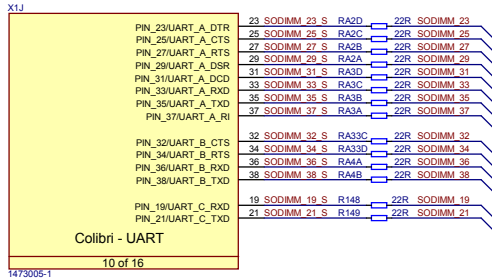 X1J
PIN_23/UART_A_DTR 23 SODIMM_23_S RA2D 22R SODIMM_23
PIN_25/UART_A_CTS 25 SODIMM_25_S RA2C 22R SODIMM_25
PIN_27/UART_A_RTS 27 SODIMM_27_S RA2B 22R SODIMM_27
PIN_29/UART_A_DSR 29 SODIMM_29_S RA2A 22R SODIMM_29
PIN_31/UART_A_DCD 31 SODIMM_31_S RA3D 22R SODIMM_31
PIN_33/UART_A_RXD 33 SODIMM_33_S RA3C 22R SODIMM_33
PIN_35/UART_A_TXD 35 SODIMM_35_S RA3B 22R SODIMM_35
PIN_37/UART_A_RI 37 SODIMM_37_S RA3A 22R SODIMM_37
PIN_32/UART_B_CTS 32 SODIMM_32_S RA33C 22R SODIMM_32
PIN_34/UART_B_RTS 34 SODIMM_34_S RA33D 22R SODIMM_34
PIN_36/UART_B_RXD 36 SODIMM_36_S RA4A 22R SODIMM_36
PIN_38/UART_B_TXD 38 SODIMM_38_S RA4B 22R SODIMM_38
PIN_19/UART_C_RXD 19 SODIMM_19_S R148 22R SODIMM_19
PIN_21/UART_C_TXD 21 SODIMM_21_S R149 22R SODIMM_21
Colibri - UART
10 of 16
1473005-1